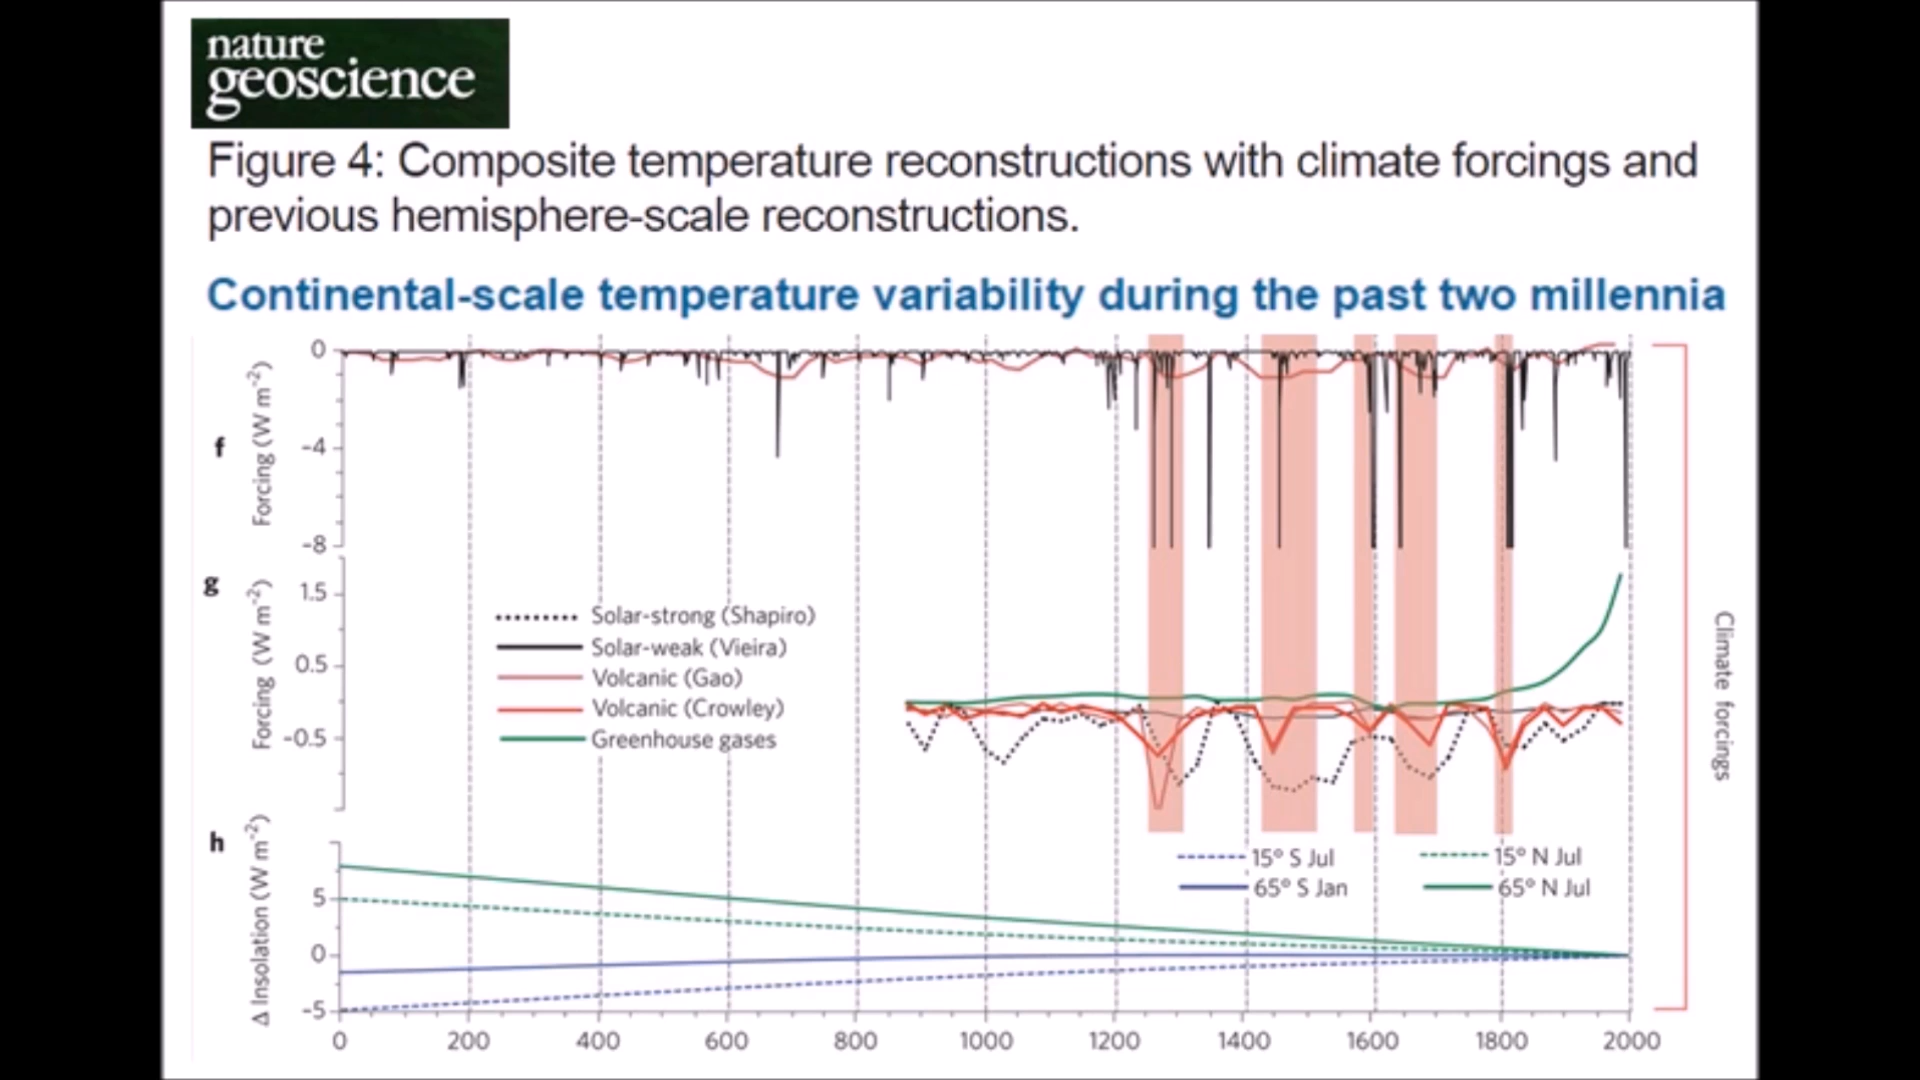 nature
geoscience
Figure 4: Composite temperature reconstructions with climate forcings and
previous hemisphere-scale reconstructions.
Continental-scale temperature variability during the past two millennia
f
Forcing (W m⁻²)
0
-4
-8
g
Forcing (W m⁻²)
1.5
0.5
-0.5
Solar-strong (Shapiro)
Solar-weak (Vieira)
Volcanic (Gao)
Volcanic (Crowley)
Greenhouse gases
Climate forcings
h
Δ Insolation (W m⁻²)
5
0
-5
15° S Jul 15° N Jul
65° S Jan 65° N Jul
0 200 400 600 800 1000 1200 1400 1600 1800 2000